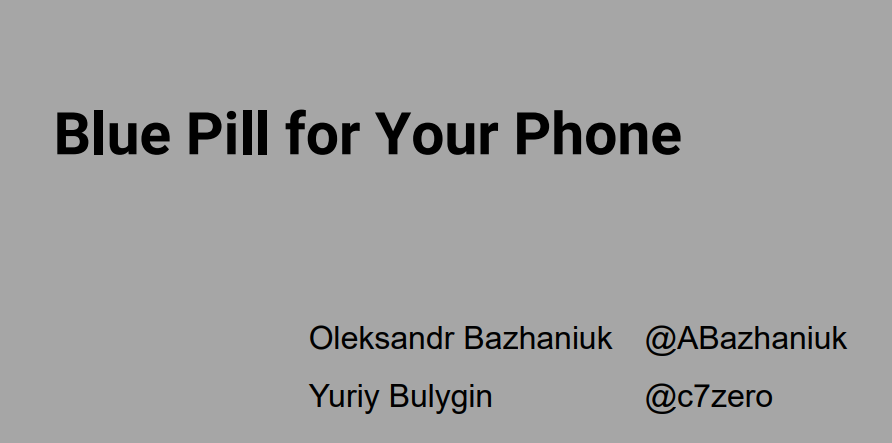 Blue Pill for Your Phone
Oleksandr Bazhaniuk @ABazhaniuk
Yuriy Bulygin @c7zero